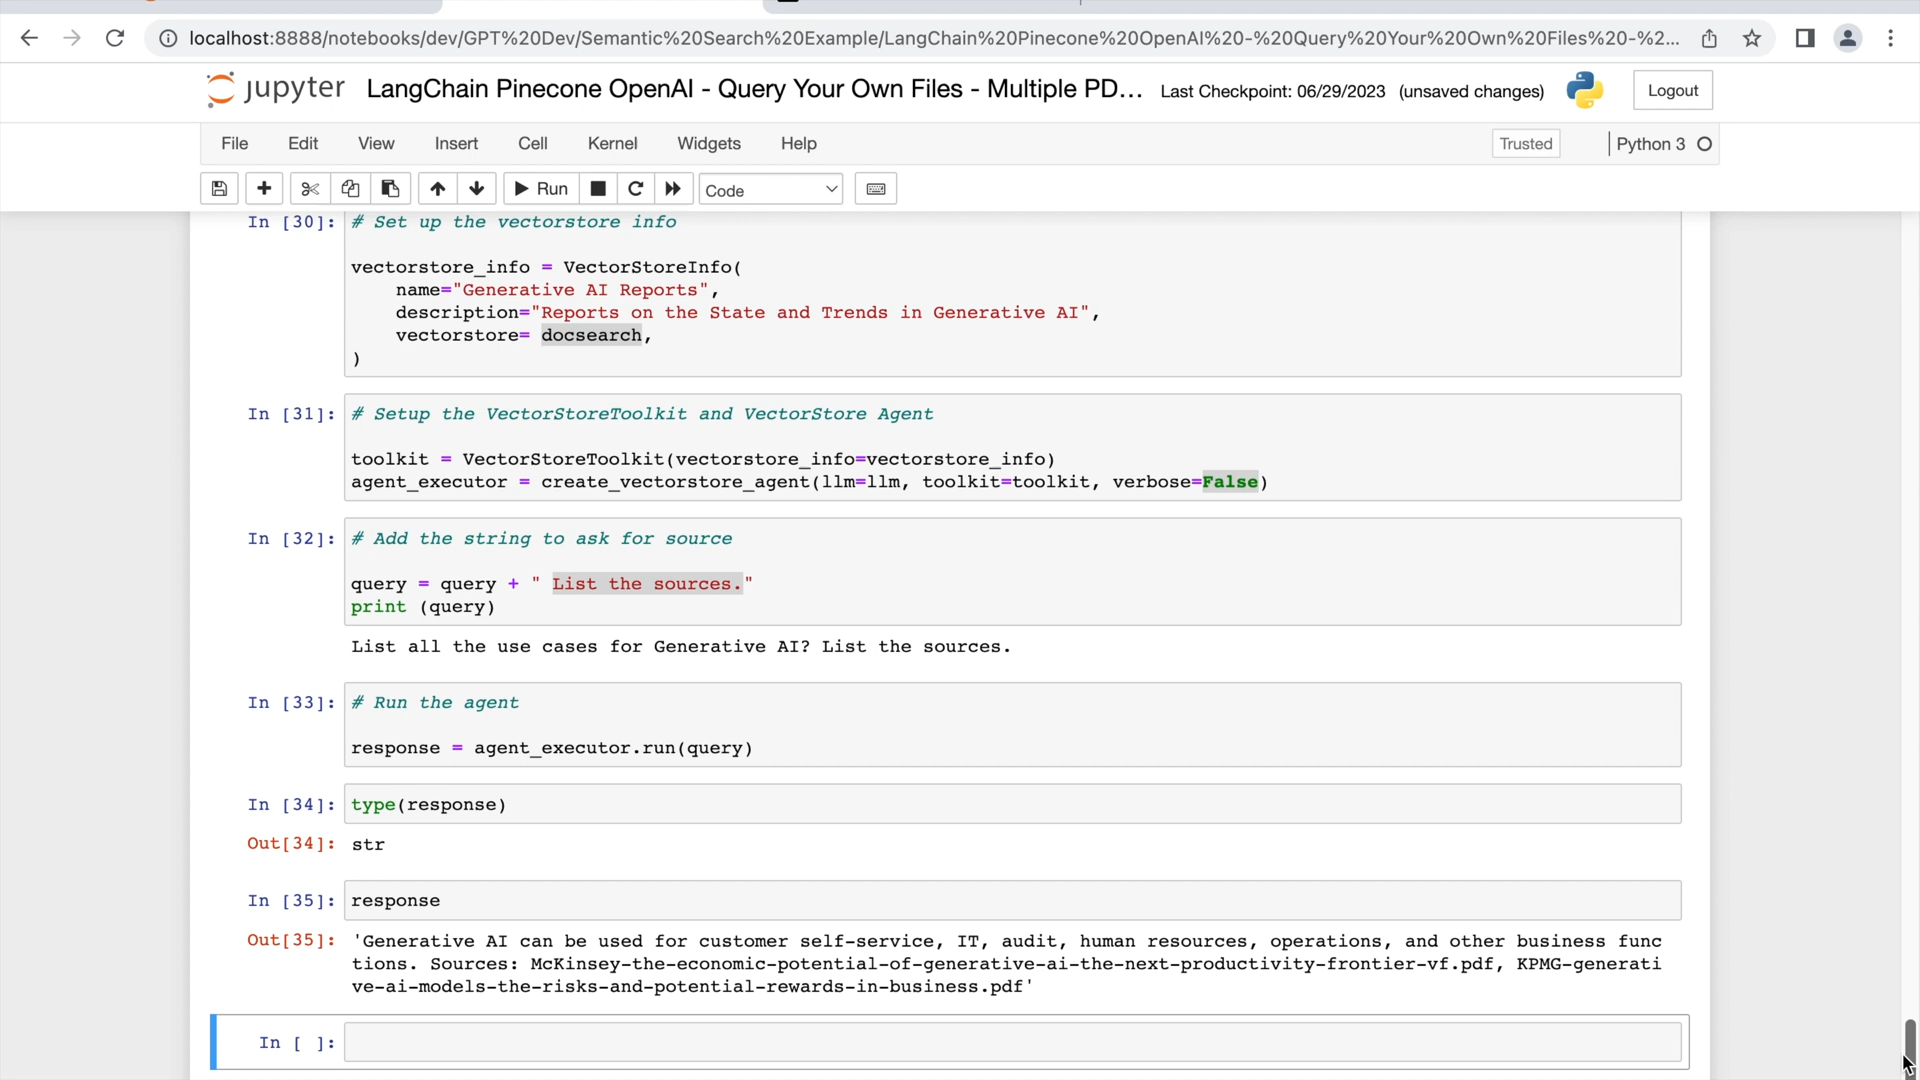 localhost:8888/notebooks/dev/GPT%20Dev/Semantic%20Search%20Example/LangChain%20Pinecone%20OpenAI%20-%20Query%20Your%20Own%20Files%20-%2...
jupyter LangChain Pinecone OpenAI - Query Your Own Files - Multiple PD... Last Checkpoint: 06/29/2023 (unsaved changes) Logout
File Edit View Insert Cell Kernel Widgets Help Trusted Python 3
Run Code
In [30]: # Set up the vectorstore info
vectorstore_info = VectorStoreInfo(
name="Generative AI Reports",
description="Reports on the State and Trends in Generative AI",
vectorstore= docsearch,
)
In [31]: # Setup the VectorStoreToolkit and VectorStore Agent
toolkit = VectorStoreToolkit(vectorstore_info=vectorstore_info)
agent_executor = create_vectorstore_agent(llm=llm, toolkit=toolkit, verbose=False)
In [32]: # Add the string to ask for source
query = query + " List the sources."
print (query)
List all the use cases for Generative AI? List the sources.
In [33]: # Run the agent
response = agent_executor.run(query)
In [34]: type(response)
Out[34]: str
In [35]: response
Out[35]: 'Generative AI can be used for customer self-service, IT, audit, human resources, operations, and other business func
tions. Sources: McKinsey-the-economic-potential-of-generative-ai-the-next-productivity-frontier-vf.pdf, KPMG-generati
ve-ai-models-the-risks-and-potential-rewards-in-business.pdf'
In [ ]: